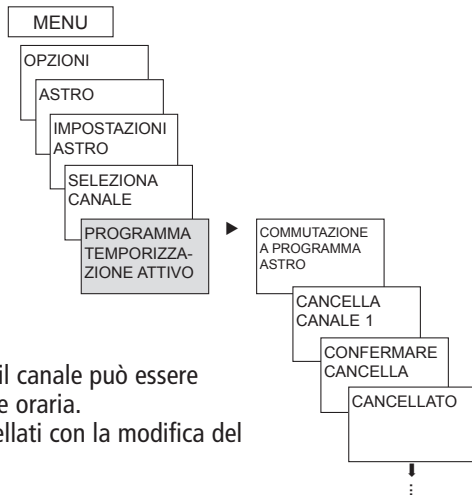 MENU
OPZIONI
ASTRO
IMPOSTAZIONI
ASTRO
SELEZIONA
CANALE
PROGRAMMA
TEMPORIZZA-
ZIONE ATTIVO
COMMUTAZIONE
A PROGRAMMA
ASTRO
CANCELLA
CANALE 1
CONFERMARE
CANCELLA
CANCELLATO
il canale può essere
e oraria.
ellati con la modifica del